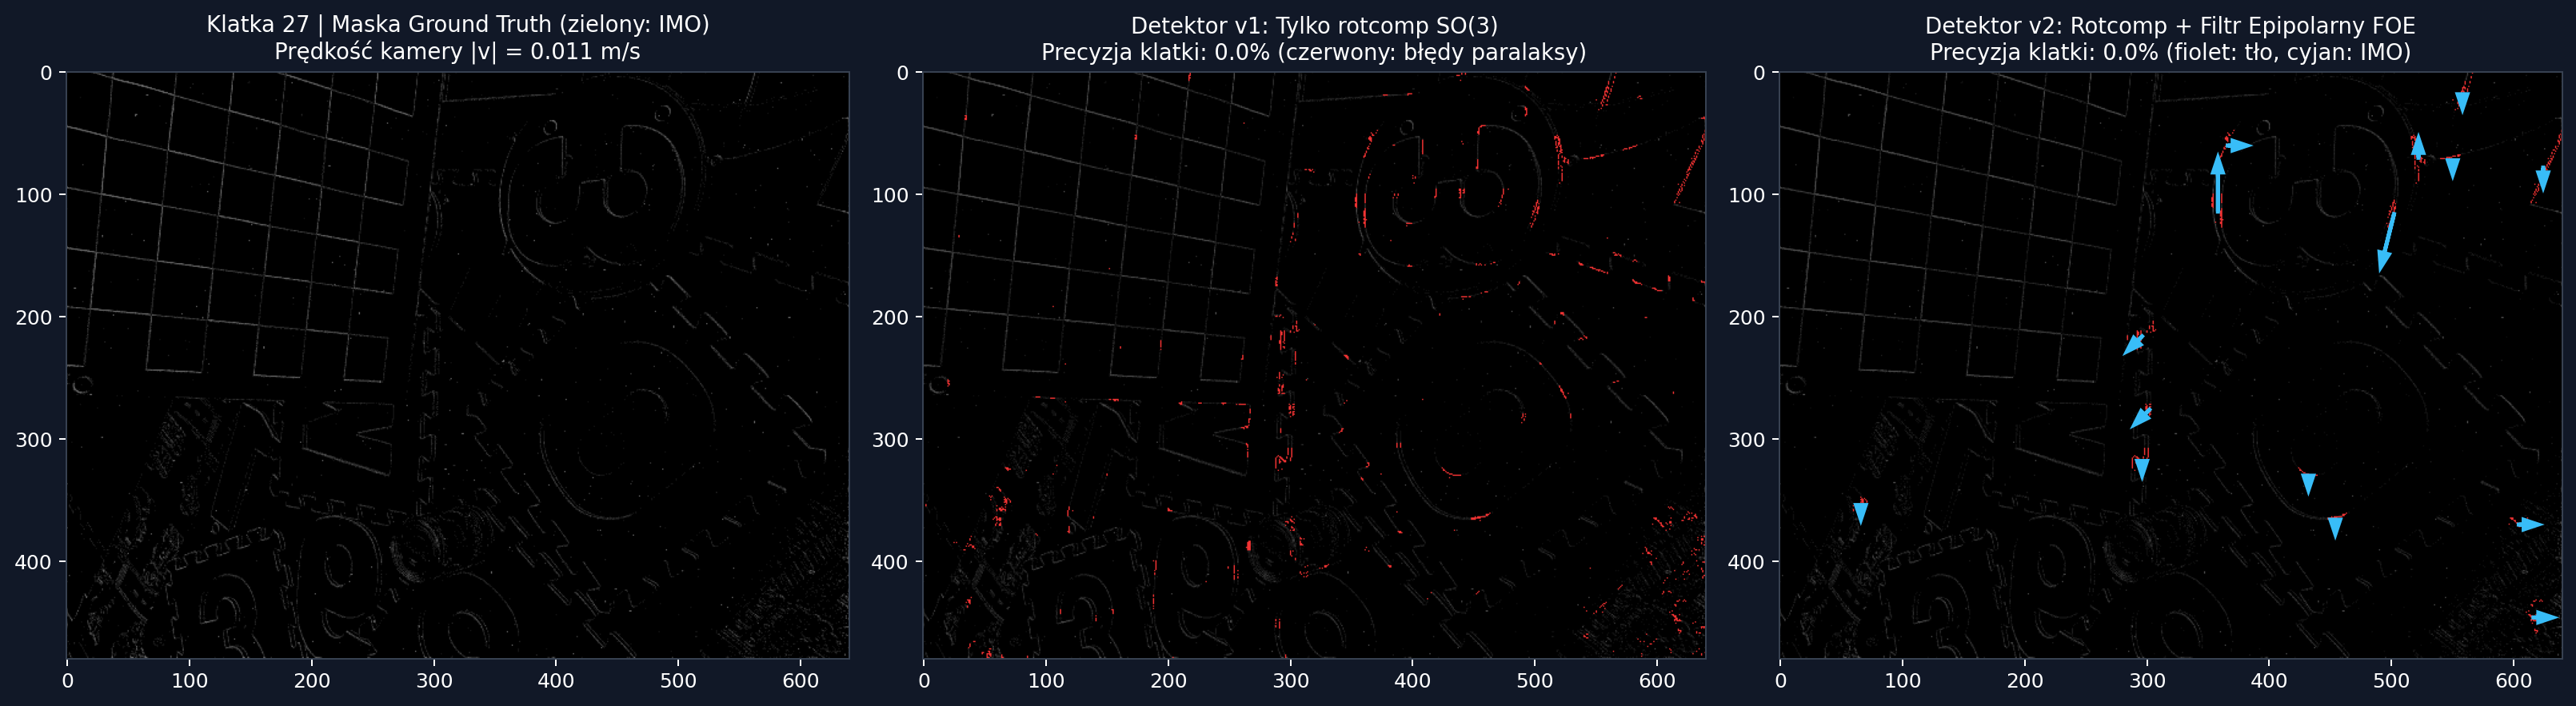 Klatka 27 | Maska Ground Truth (zielony: IMO)
Prędkość kamery |v| = 0.011 m/s
0
100
200
300
400
0 100 200 300 400 500 600
Detektor v1: Tylko rotcomp SO(3)
Precyzja klatki: 0.0% (czerwony: błędy paralaksy)
0
100
200
300
400
0 100 200 300 400 500 600
Detektor v2: Rotcomp + Filtr Epipolarny FOE
Precyzja klatki: 0.0% (fiolet: tło, cyjan: IMO)
0
100
200
300
400
0 100 200 300 400 500 600